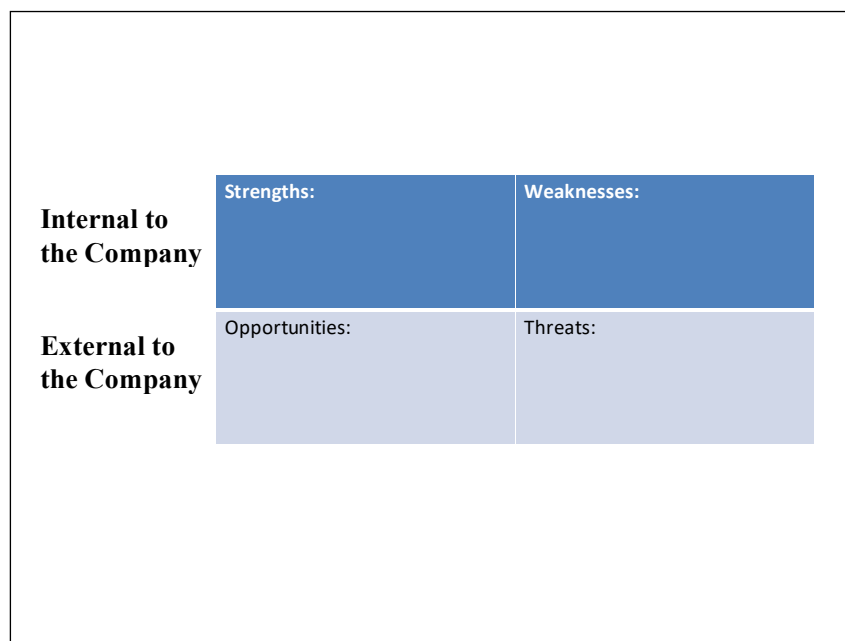 Strengths:
Weaknesses:
Internal to
the Company
Opportunities:
Threats:
External to
the Company